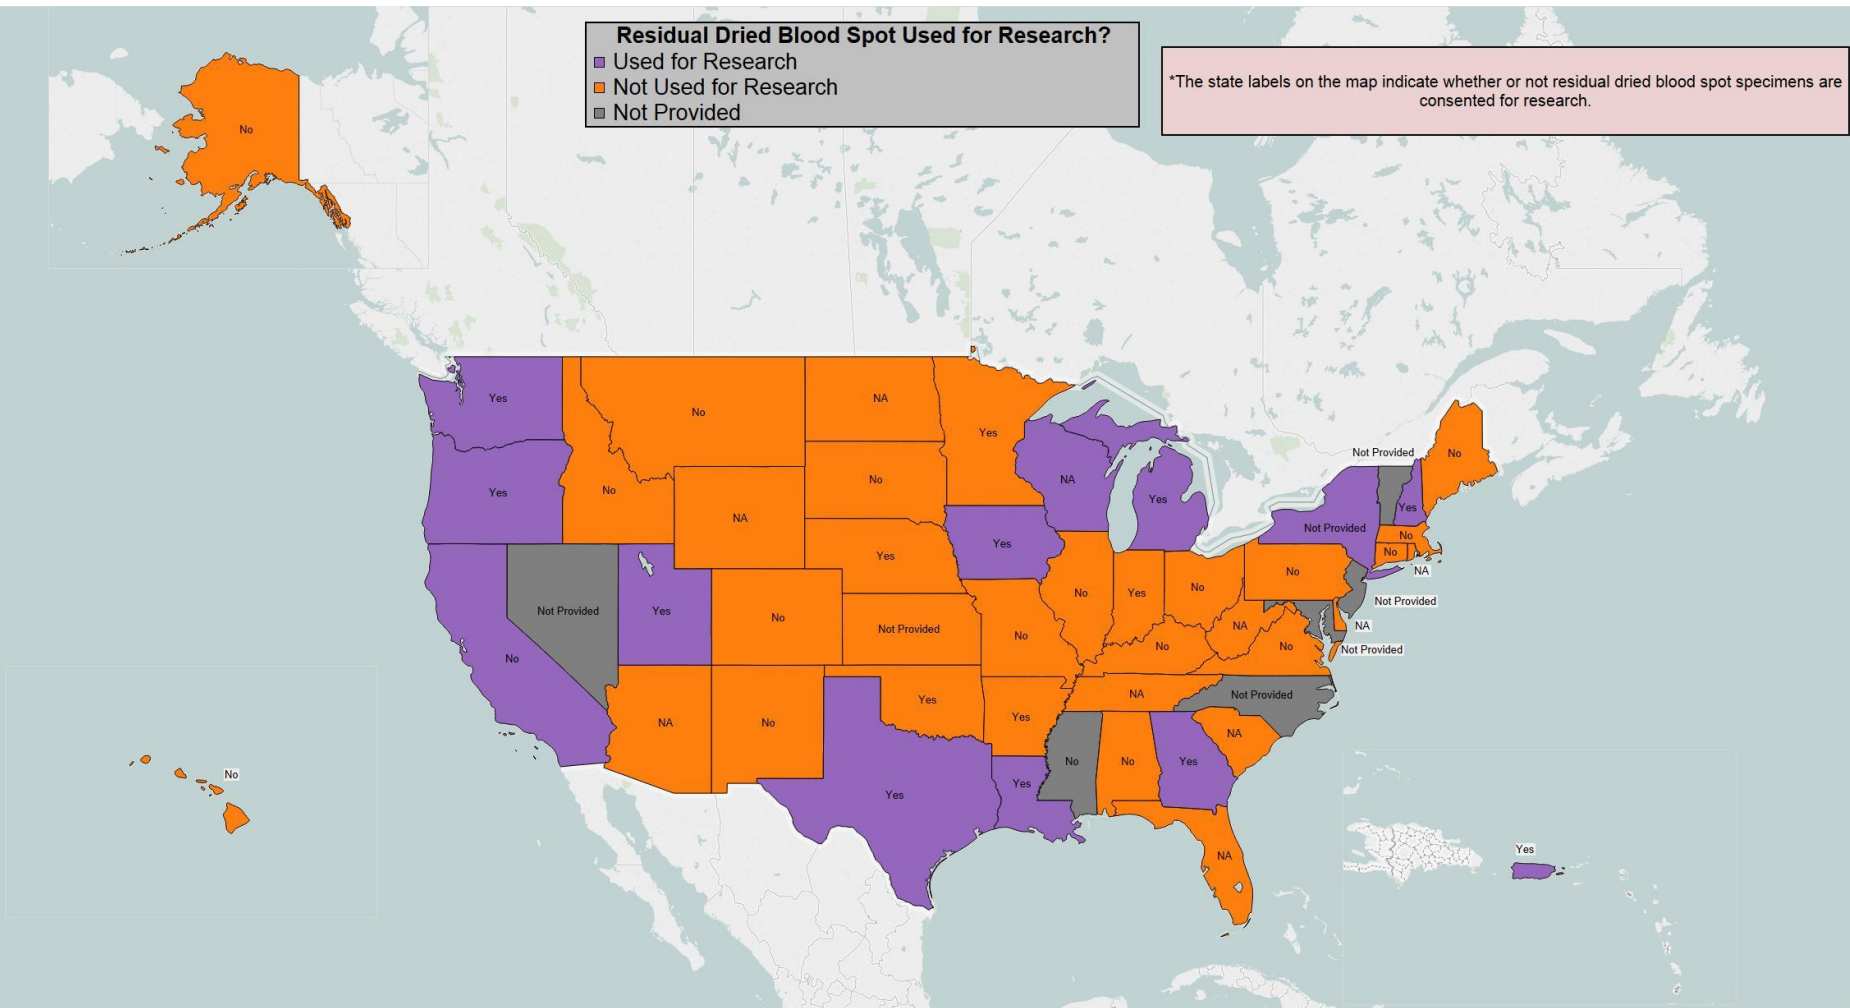 Residual Dried Blood Spot Used for Research?
Used for Research
Not Used for Research
Not Provided
*The state labels on the map indicate whether or not residual dried blood spot specimens are
consented for research.
No
Yes
No
NA
Yes
Not Provided
No
Yes
No
No
NA
Yes
Not Provided
Yes
NA
Yes
Yes
No
No
No
NA
Yes
Not Provided
Yes
No
Not Provided
No
Yes
No
NA
Not Provided
No
NA
No
No
Not Provided
NA
No
Yes
Yes
NA
Not Provided
NA
No
No
Yes
Not Provided
Yes
NA
Yes
No
No
Yes
NA
Yes